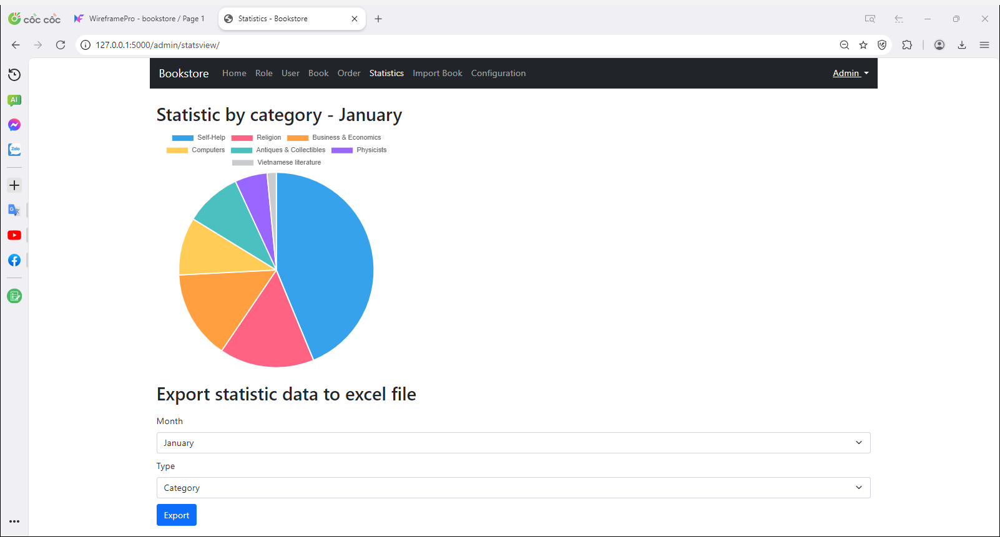 cốc cốc
WireframePro - bookstore / Page 1
Statistics - Bookstore
127.0.0.1:5000/admin/statsview/
AI
Zalo
Bookstore Home Role User Book Order Statistics Import Book Configuration Admin
Statistic by category - January
Self-Help Religion Business & Economics
Computers Antiques & Collectibles Physicists
Vietnamese literature
Export statistic data to excel file
Month
January
Type
Category
Export